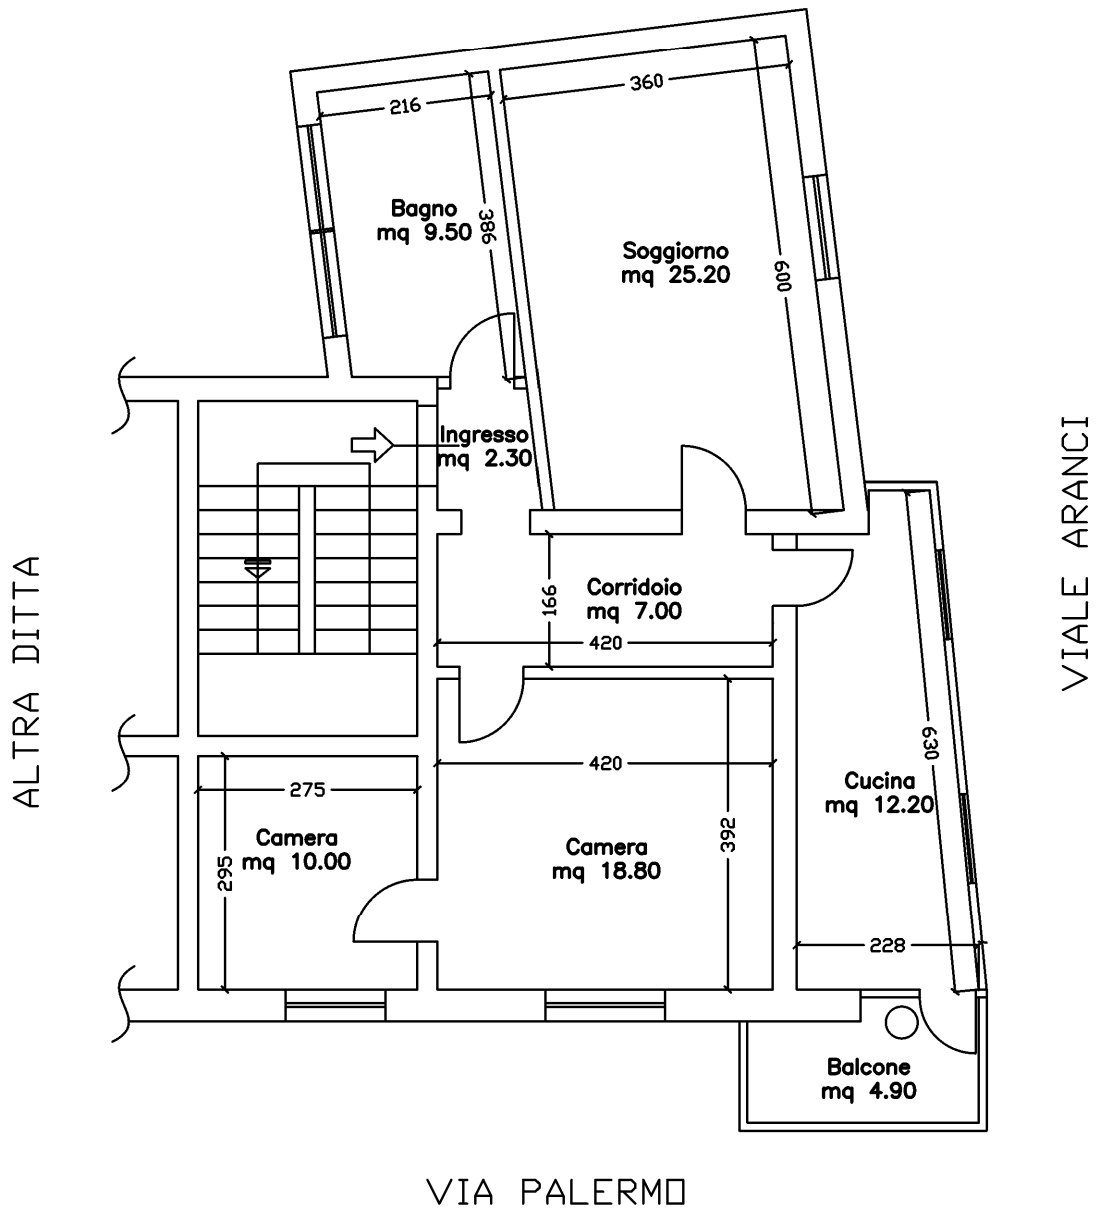 216
360
Bagno
mq 9.50
386
Soggiorno
mq 25.20
600
Ingresso
mq 2.30
Corridoio
mq 7.00
166
420
420
275
Camera
mq 10.00
295
Camera
mq 18.80
392
Cucina
mq 12.20
630
228
Balcone
mq 4.90
ALTRA DITTA
VIALE ARANCI
VIA PALERMO